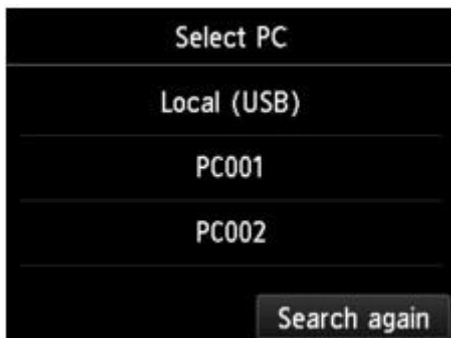 Select PC
Local (USB)
PC001
PC002
Search again